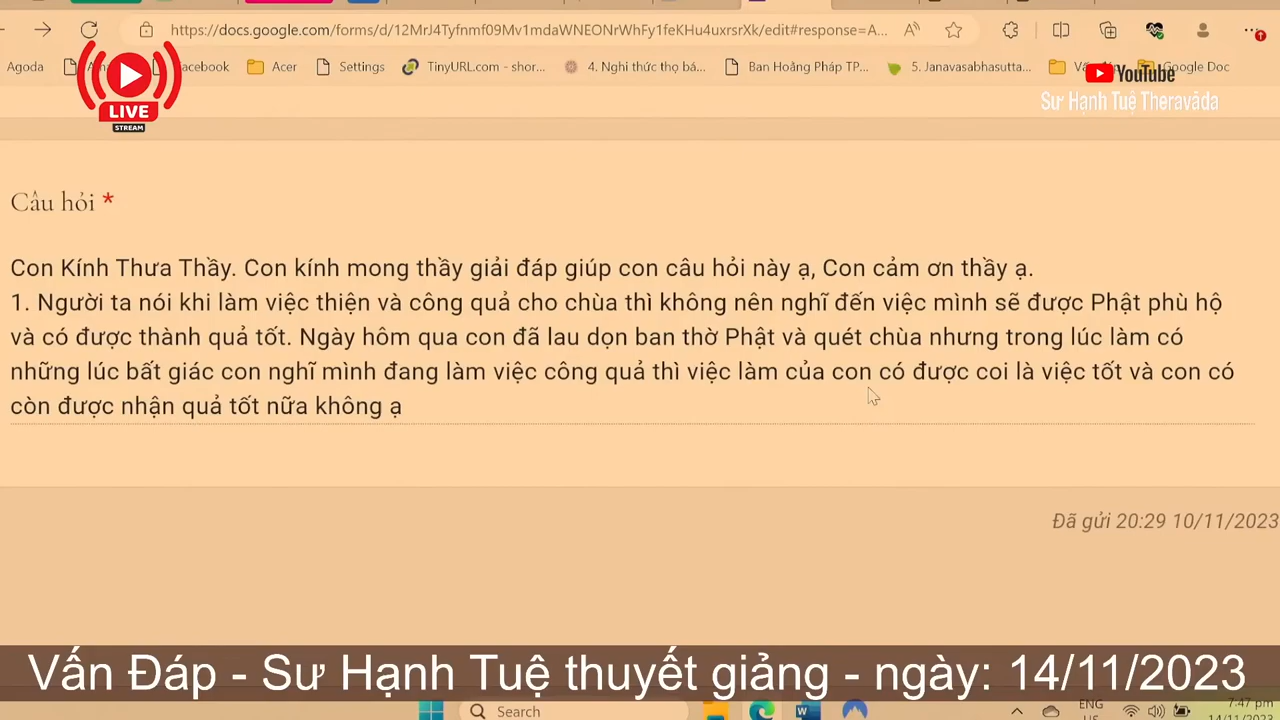 https://docs.google.com/forms/d/12MrJ4Tyfnmf09Mv1mdaWNEONrWhFy1feKHu4uxrsrXk/edit#response=A...
Agoda
Facebook
Acer
Settings
TinyURL.com - shor...
4. Nghi thức thọ bá...
Ban Hoằng Pháp TP...
5. Janavasabhasutta...
Google Doc
LIVE
STREAM
YouTube
Sư Hạnh Tuệ Theravāda
Câu hỏi *
Con Kính Thưa Thầy. Con kính mong thầy giải đáp giúp con câu hỏi này ạ, Con cảm ơn thầy ạ.
1. Người ta nói khi làm việc thiện và công quả cho chùa thì không nên nghĩ đến việc mình sẽ được Phật phù hộ
và có được thành quả tốt. Ngày hôm qua con đã lau dọn ban thờ Phật và quét chùa nhưng trong lúc làm có
những lúc bất giác con nghĩ mình đang làm việc công quả thì việc làm của con có được coi là việc tốt và con có
còn được nhận quả tốt nữa không ạ
Đã gửi 20:29 10/11/2023
Vấn Đáp - Sư Hạnh Tuệ thuyết giảng - ngày: 14/11/2023
Search
ENG
7:47 pm
14/11/2023